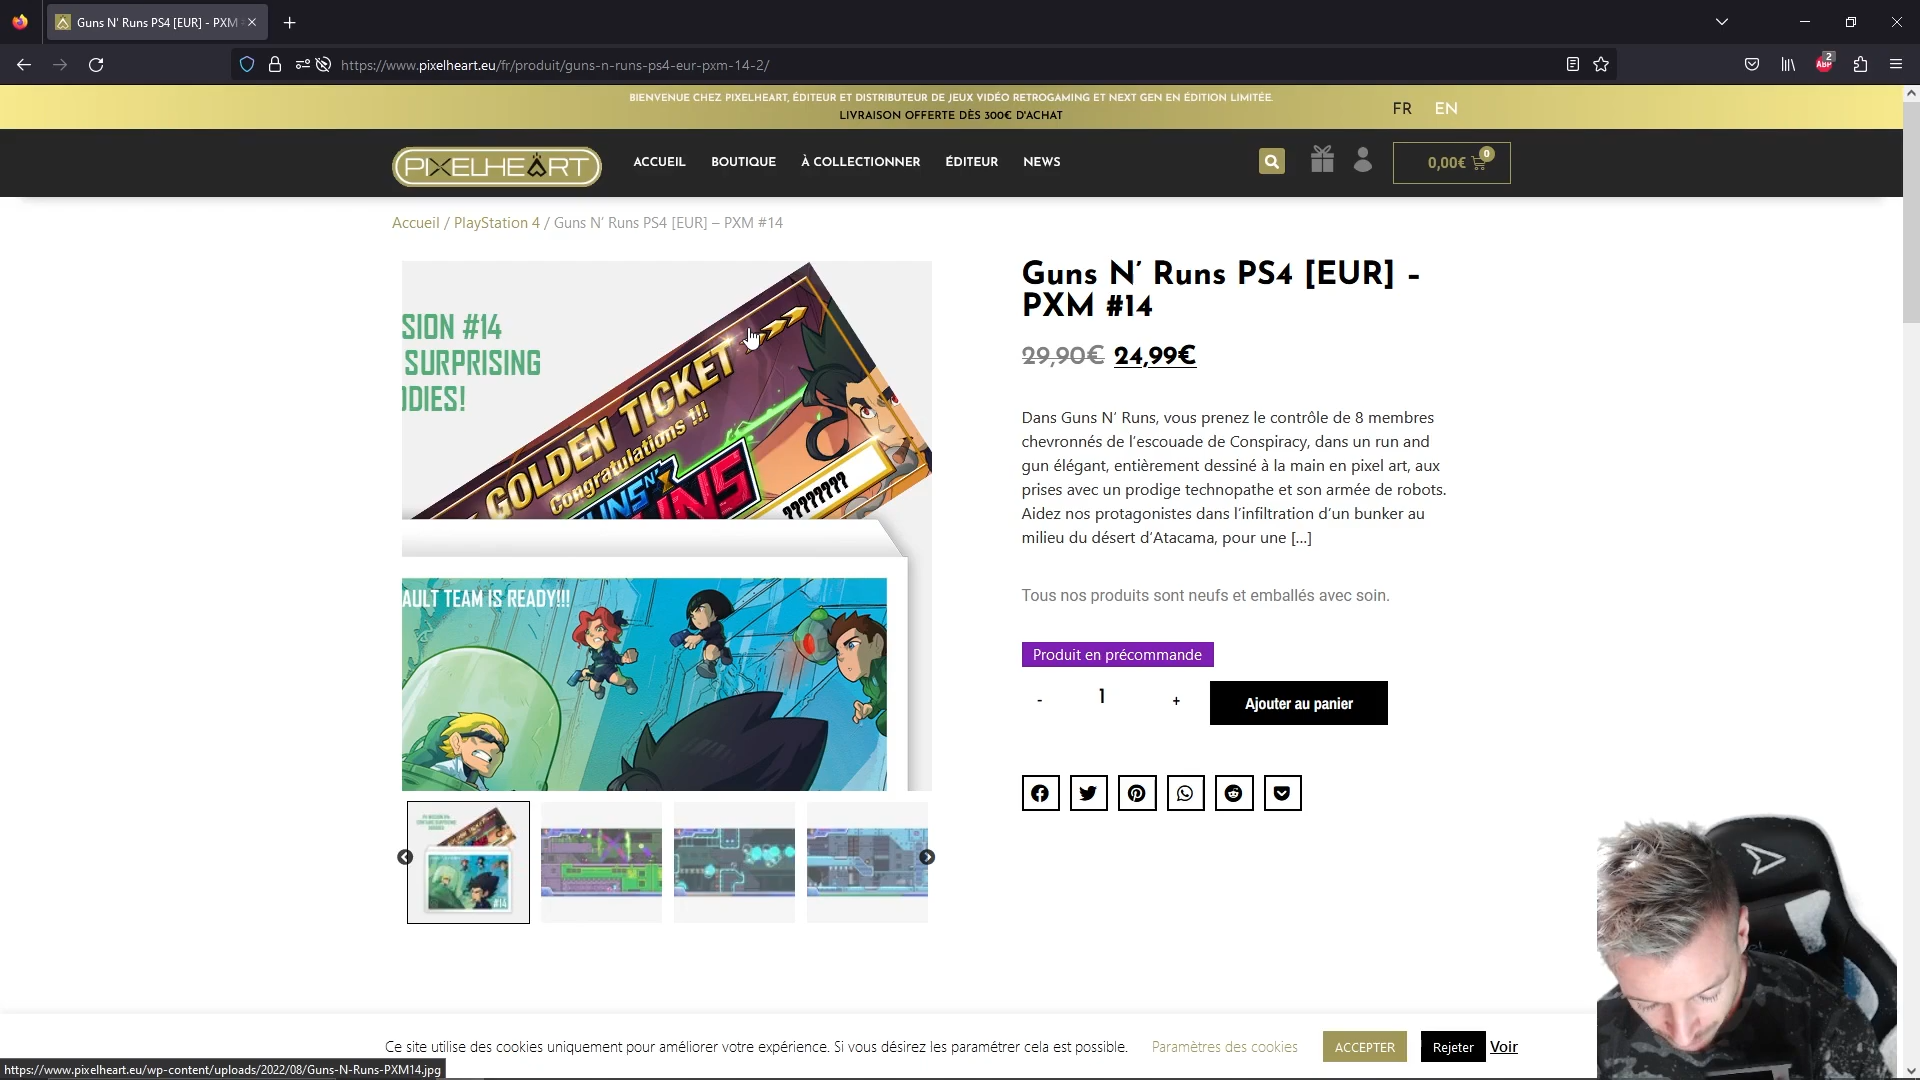 Guns N' Runs PS4 [EUR] - PXM
https://www.pixelheart.eu/fr/produit/guns-n-runs-ps4-eur-pxm-14-2/
ABP
2
BIENVENUE CHEZ PIXELHEART, ÉDITEUR ET DISTRIBUTEUR DE JEUX VIDÉO RETROGAMING ET NEXT GEN EN ÉDITION LIMITÉE.
LIVRAISON OFFERTE DÈS 300€ D'ACHAT
FR EN
PIXELHEART
ACCUEIL BOUTIQUE À COLLECTIONNER ÉDITEUR NEWS
0,00€ 0
Accueil / PlayStation 4 / Guns N' Runs PS4 [EUR] – PXM #14
SION #14
SURPRISING
ODIES!
GOLDEN TICKET
Congratulations !!!
GUNS N'
UNS
????????
AULT TEAM IS READY!!!
#14
Guns N' Runs PS4 [EUR] –
PXM #14
29,90€ 24,99€
Dans Guns N' Runs, vous prenez le contrôle de 8 membres
chevronnés de l'escouade de Conspiracy, dans un run and
gun élégant, entièrement dessiné à la main en pixel art, aux
prises avec un prodige technopathe et son armée de robots.
Aidez nos protagonistes dans l'infiltration d'un bunker au
milieu du désert d'Atacama, pour une [...]
Tous nos produits sont neufs et emballés avec soin.
Produit en précommande
- 1 + Ajouter au panier
Ce site utilise des cookies uniquement pour améliorer votre expérience. Si vous désirez les paramétrer cela est possible. Paramètres des cookies ACCEPTER Rejeter Voir
https://www.pixelheart.eu/wp-content/uploads/2022/08/Guns-N-Runs-PXM14.jpg